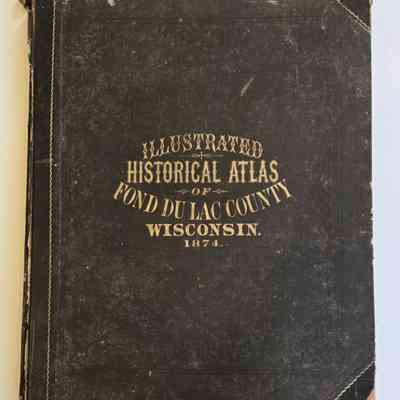 ILLUSTRATED
HISTORICAL ATLAS
OF
FOND DU LAC COUNTY
WISCONSIN.
1874.